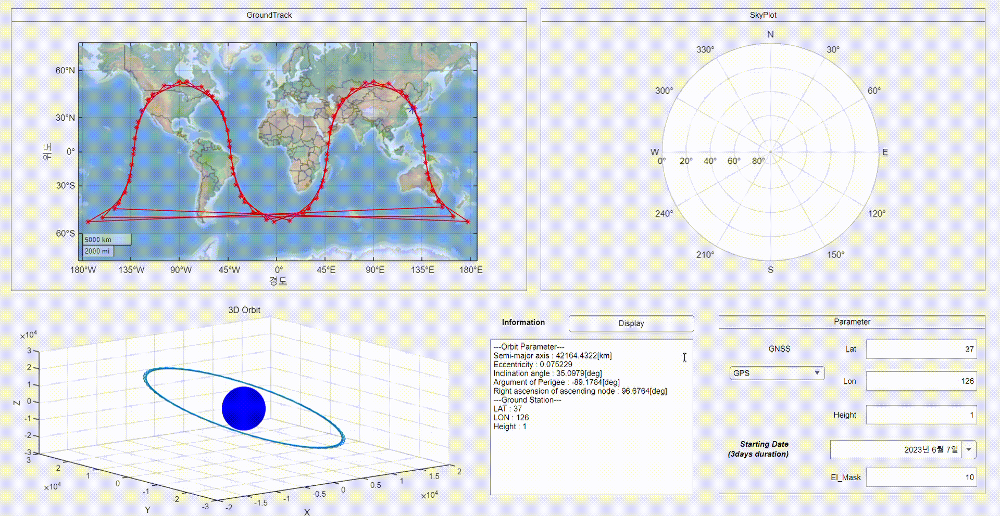 GroundTrack
60°N
30°N
0°
30°S
60°S
위도
5000 km
2000 mi
180°W 135°W 90°W 45°W 0° 45°E 90°E 135°E 180°E
경도
SkyPlot
N
330° 30°
300° 60°
W E
0° 20° 40° 60° 80°
240° 120°
210° 150°
S
3D Orbit
×10⁴
3
2
1
0
-1
-2
-3
Z
3
2
1
0
-1
-2
-3
×10⁴
Y
-2
-1.5
-1
-0.5
0
0.5
1
1.5
2
×10⁴
X
Information
Display
---Orbit Parameter---
Semi-major axis : 42164.4322[km]
Eccentricity : 0.075229
Inclination angle : 35.0979[deg]
Argument of Perigee : -89.1784[deg]
Right ascension of ascending node : 96.6764[deg]
---Ground Station---
LAT : 37
LON : 126
Height : 1
Parameter
GNSS
GPS
Lat 37
Lon 126
Height 1
Starting Date
(3days duration)
2023년 6월 7일
El_Mask 10